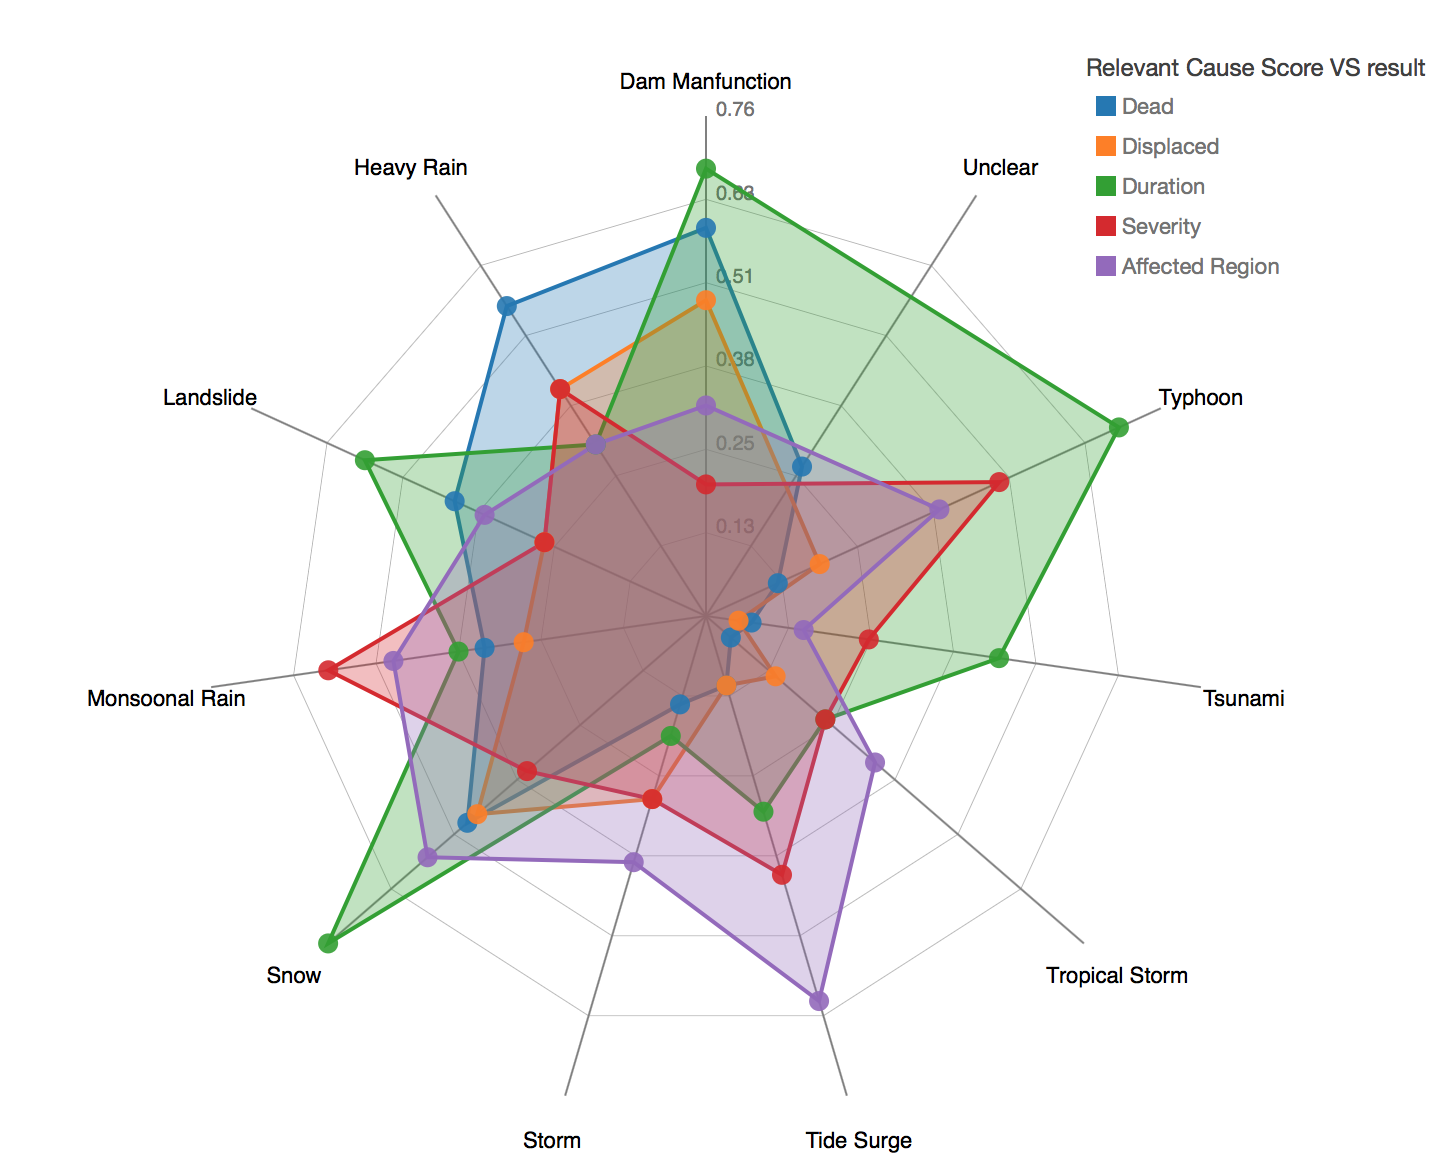 Relevant Cause Score VS result
Dead
Displaced
Duration
Severity
Affected Region
Dam Manfunction
0.76
0.63
0.51
0.38
0.25
0.13
Heavy Rain
Unclear
Landslide
Typhoon
Monsoonal Rain
Tsunami
Snow
Tropical Storm
Storm
Tide Surge